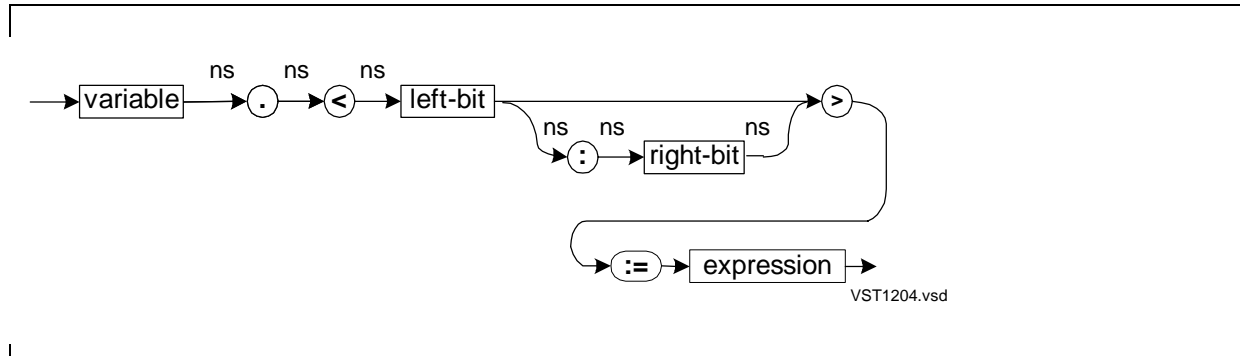 ns ns ns
variable . < left-bit >
ns ns ns
: right-bit
:= expression
VST1204.vsd